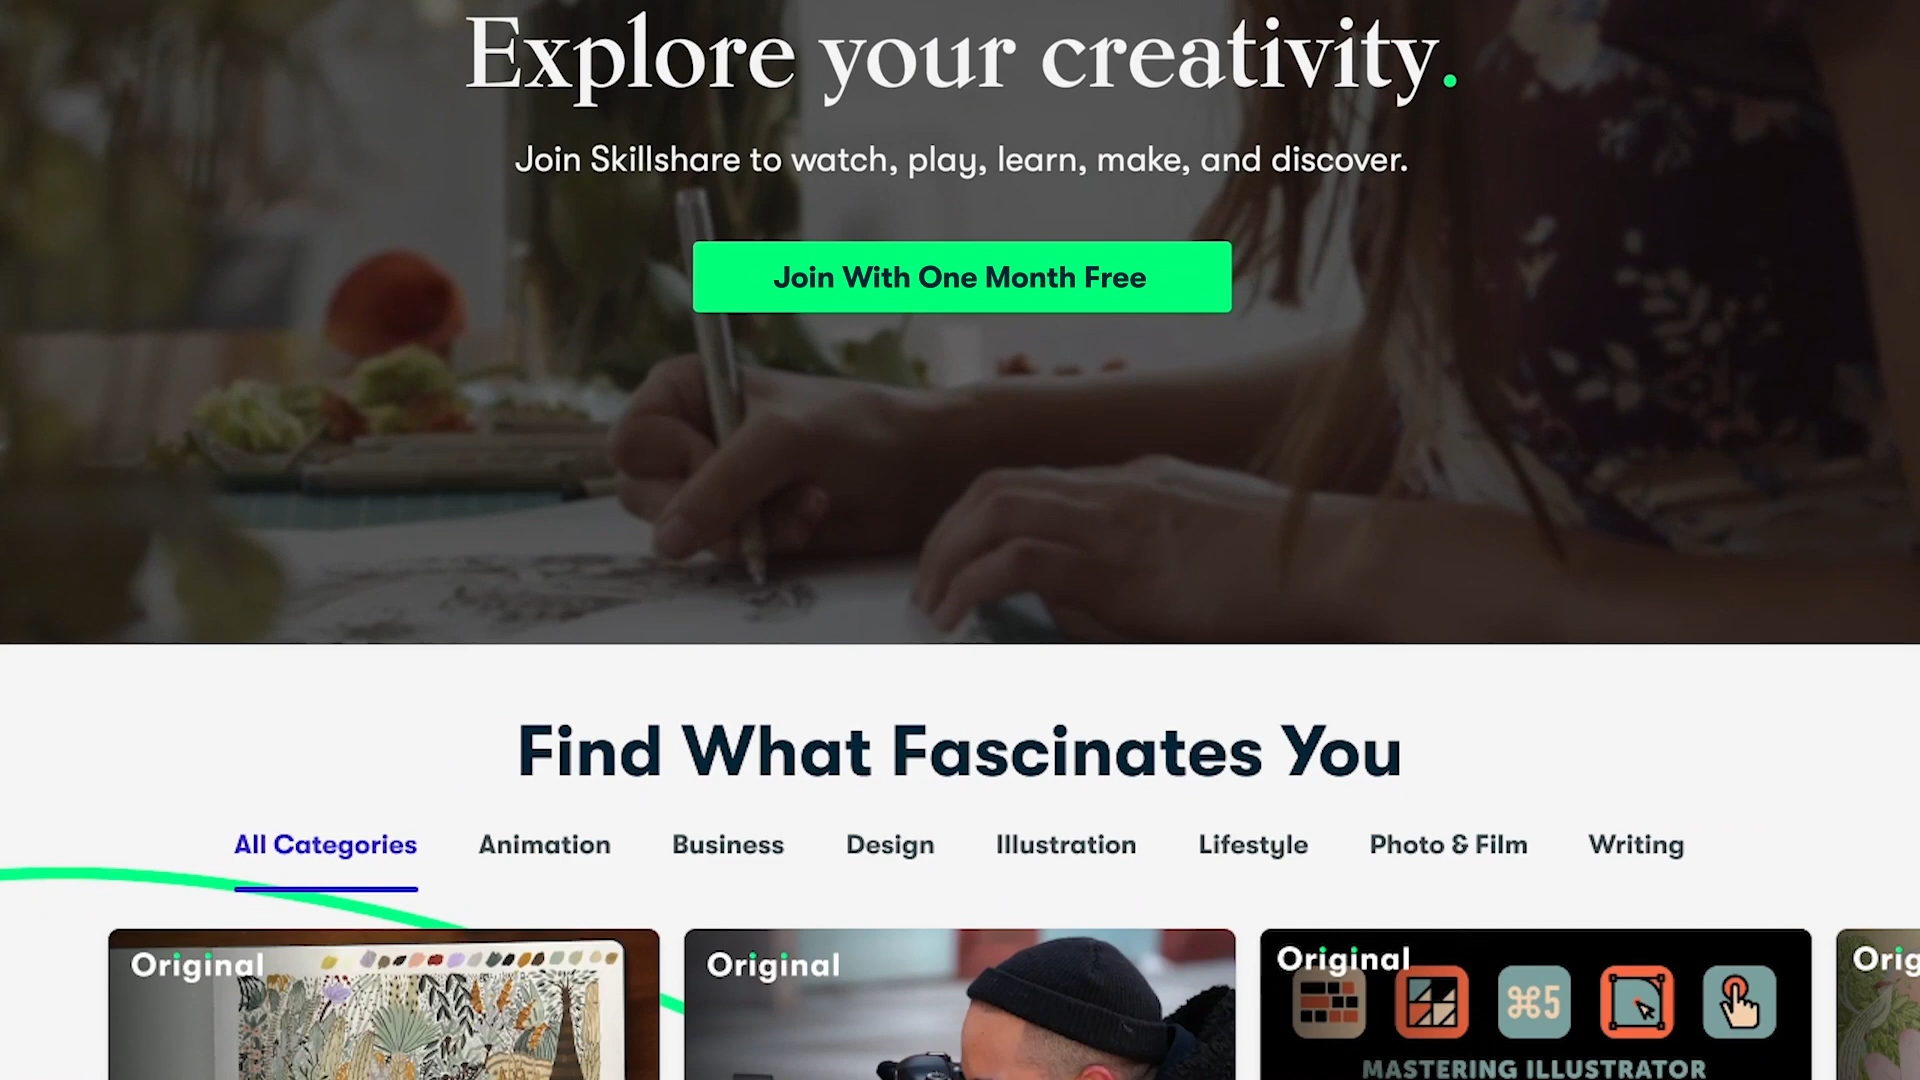 Explore your creativity.
Join Skillshare to watch, play, learn, make, and discover.
Join With One Month Free
Find What Fascinates You
All Categories Animation Business Design Illustration Lifestyle Photo & Film Writing
Original Original Original Orig
⌘5
MASTERING ILLUSTRATOR